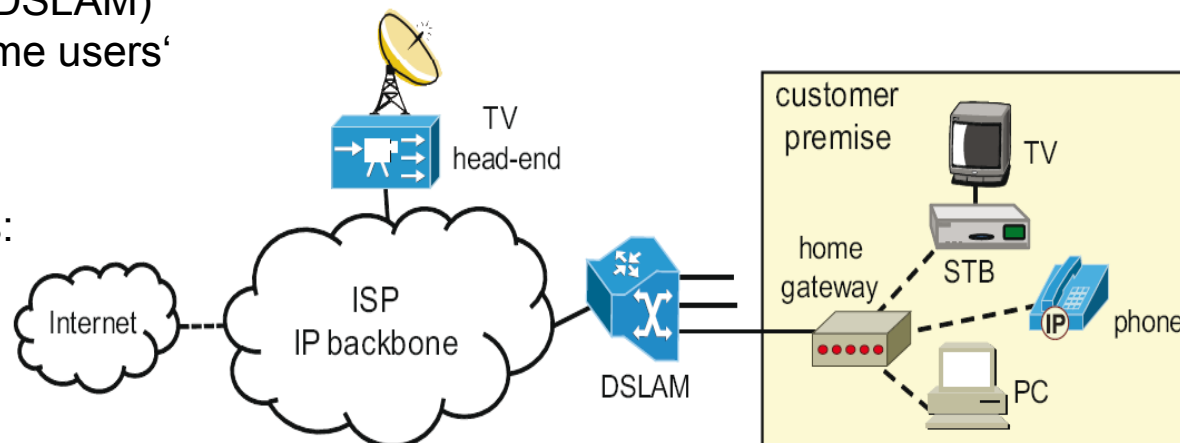 DSLAM)
me users‘
:
TV
head-end
customer
premise
TV
home
gateway
STB
Internet
ISP
IP backbone
IP
phone
DSLAM
PC